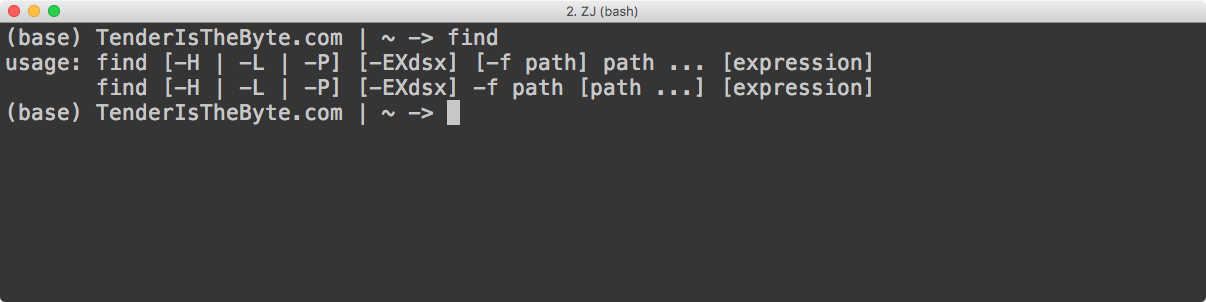 2. ZJ (bash)
(base) TenderIsTheByte.com | ~ -> find
usage: find [-H | -L | -P] [-EXdsx] [-f path] path ... [expression]
       find [-H | -L | -P] [-EXdsx] -f path [path ...] [expression]
(base) TenderIsTheByte.com | ~ ->